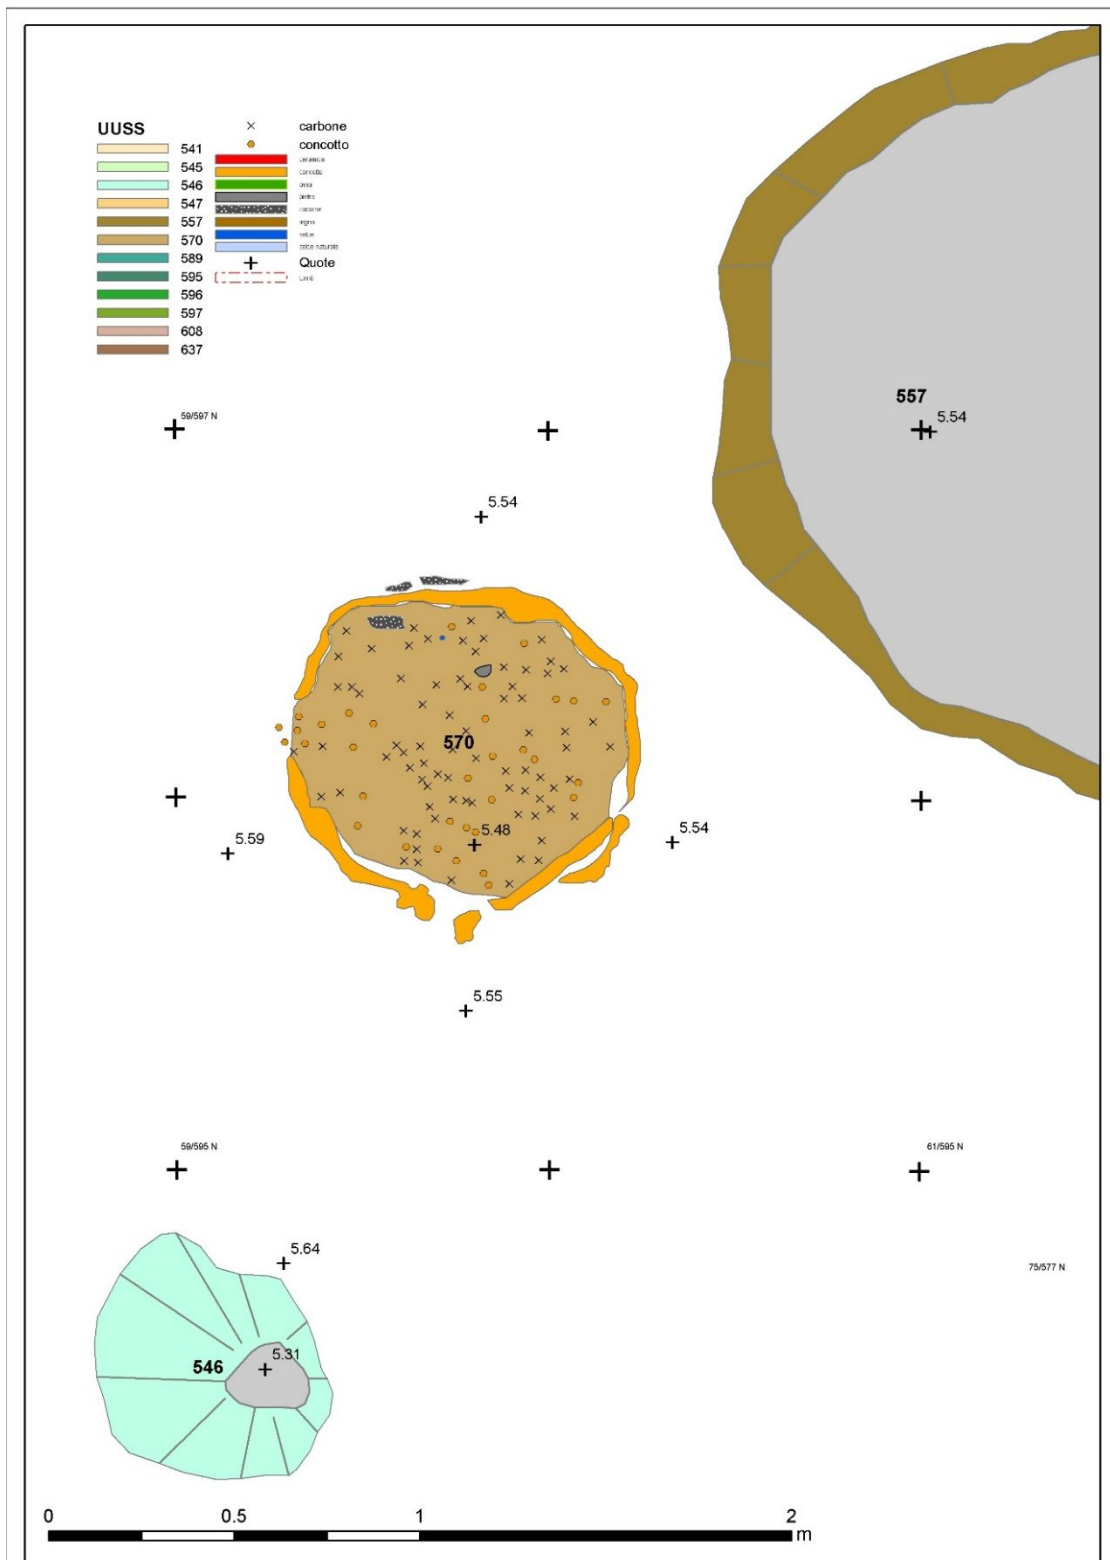 UUSS
541
545
546
547
557
570
589
595
596
597
608
637
carbone
concotto
ceramica
concotto
ossa
pietra
carbone
legno
selce
selce naturale
Quote
Limiti
59/597 N
557
5.54
5.54
570
5.48
5.54
5.59
5.55
59/595 N
61/595 N
5.64
75/577 N
546
5.31
0 0.5 1 2
m